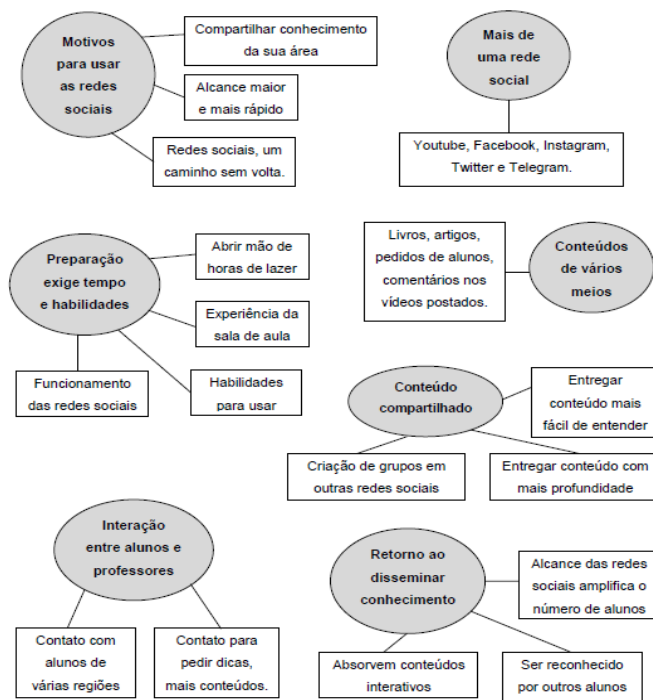 Motivos
para usar
as redes
sociais
Compartilhar conhecimento
da sua área
Alcance maior
e mais rápido
Redes sociais, um
caminho sem volta.
Mais de
uma rede
social
Youtube, Facebook, Instagram,
Twitter e Telegram.
Preparação
exige tempo
e habilidades
Abrir mão de
horas de lazer
Experiência da
sala de aula
Habilidades
para usar
Funcionamento
das redes sociais
Livros, artigos,
pedidos de alunos,
comentários nos
vídeos postados.
Conteúdos
de vários
meios
Conteúdo
compartilhado
Entregar
conteúdo mais
fácil de entender
Criação de grupos em
outras redes sociais
Entregar conteúdo com
mais profundidade
Interação
entre alunos e
professores
Contato com
alunos de
várias regiões
Contato para
pedir dicas,
mais conteúdos.
Retorno ao
disseminar
conhecimento
Alcance das redes
sociais amplifica o
número de alunos
Absorvem conteúdos
interativos
Ser reconhecido
por outros alunos